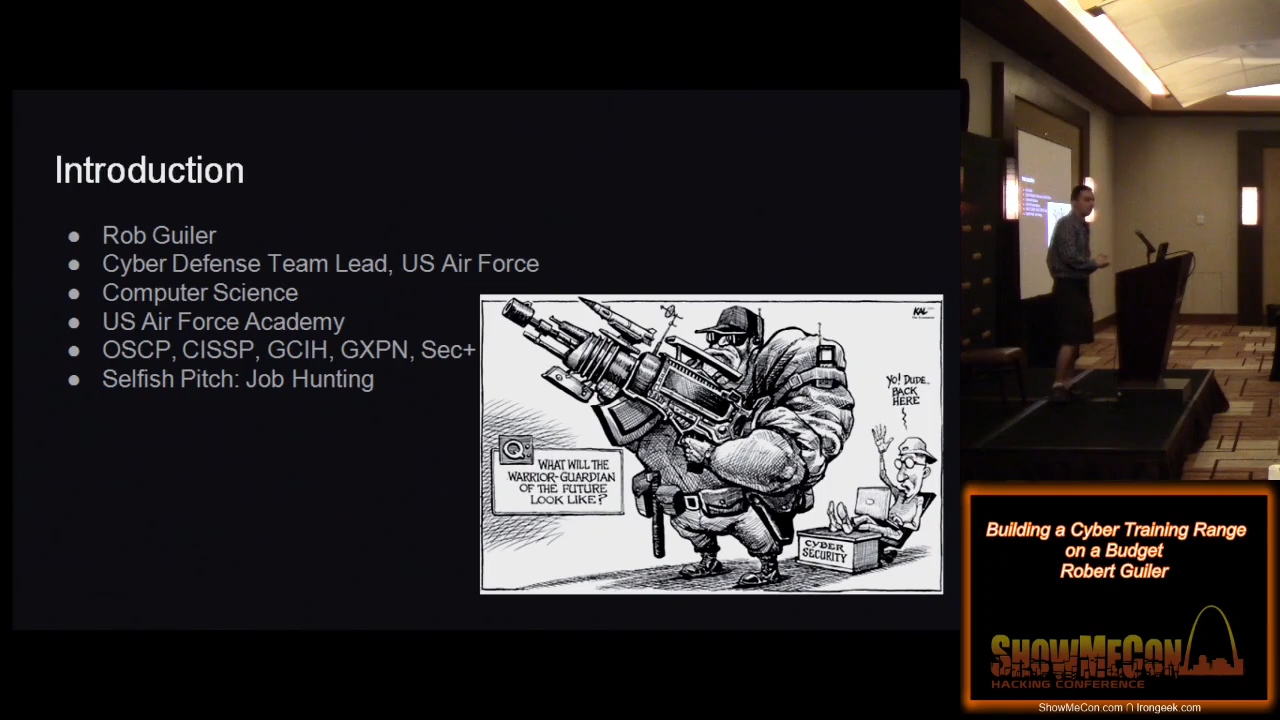 Introduction
● Rob Guiler
● Cyber Defense Team Lead, US Air Force
● Computer Science
● US Air Force Academy
● OSCP, CISSP, GCIH, GXPN, Sec+
● Selfish Pitch: Job Hunting
KAL
YO! DUDE..
BACK
HERE
Q
WHAT WILL THE
WARRIOR-GUARDIAN
OF THE FUTURE
LOOK LIKE?
CYBER
SECURITY
Building a Cyber Training Range
on a Budget
Robert Guiler
SHOWMECON
HACKING CONFERENCE
ShowMeCon.com ∩ Irongeek.com